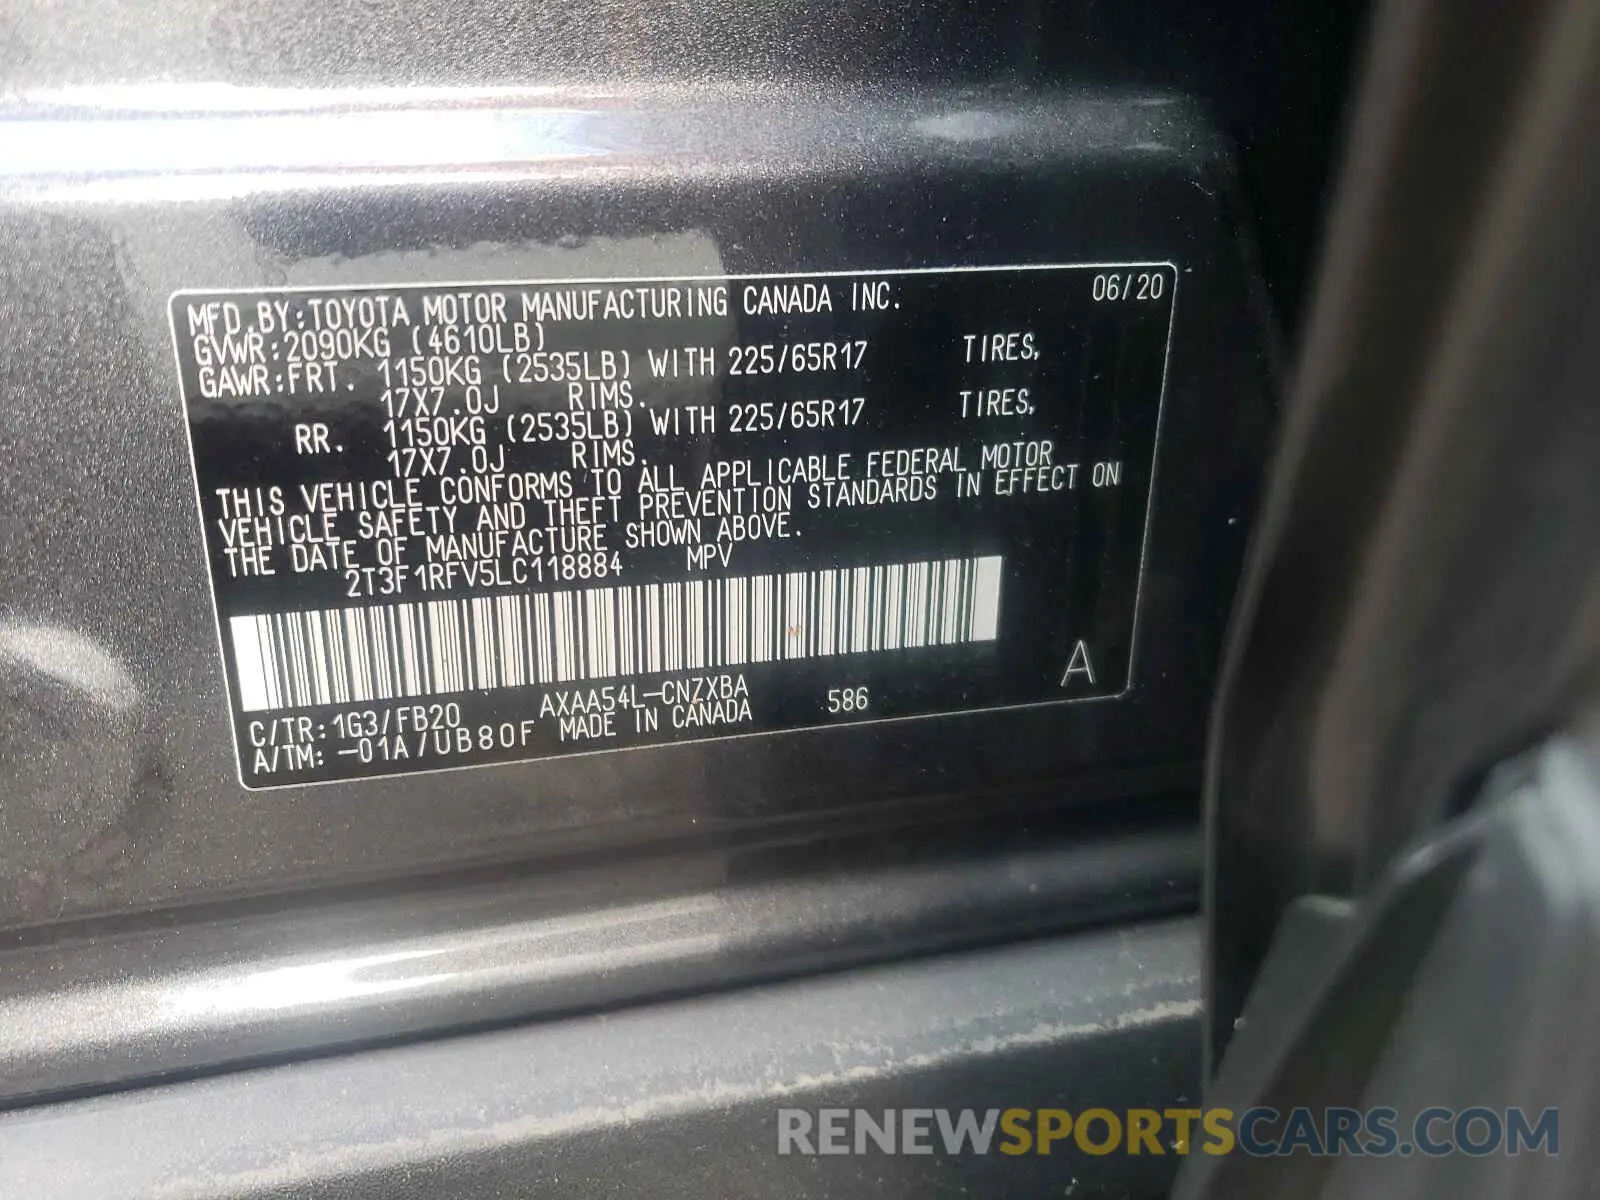 MFD.BY:TOYOTA MOTOR MANUFACTURING CANADA INC. 06/20
GVWR:2090KG (4610LB)
GAWR:FRT. 1150KG (2535LB) WITH 225/65R17 TIRES,
17X7.0J RIMS.
RR. 1150KG (2535LB) WITH 225/65R17 TIRES,
17X7.0J RIMS.
THIS VEHICLE CONFORMS TO ALL APPLICABLE FEDERAL MOTOR
VEHICLE SAFETY AND THEFT PREVENTION STANDARDS IN EFFECT ON
THE DATE OF MANUFACTURE SHOWN ABOVE.
2T3F1RFV5LC118884 MPV
C/TR:1G3/FB20 AXAA54L-CNZXBA 586 A
A/TM:-01A/UB80F MADE IN CANADA
RENEWSPORTSCARS.COM